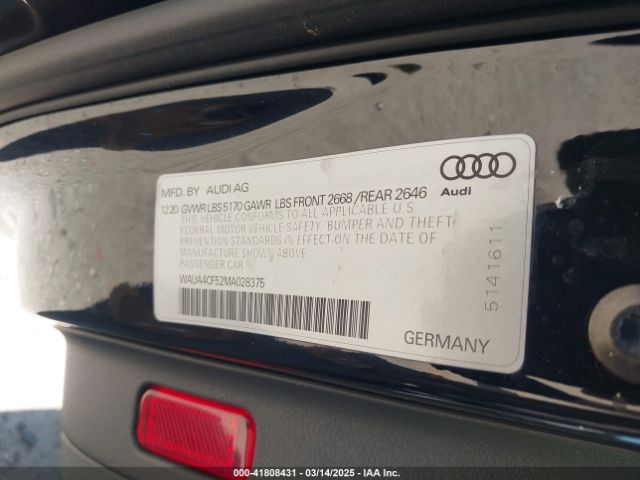 MFD. BY AUDI AG
Audi
12.20 GVWR LBS 5170 GAWR LBS FRONT 2668 /REAR 2646
THIS VEHICLE CONFORMS TO ALL APPLICABLE U.S
FEDERAL MOTOR VEHICLE SAFETY, BUMPER AND THEFT
PREVENTION STANDARDS IN EFFECT ON THE DATE OF
MANUFACTURE SHOWN ABOVE
PASSENGER CAR
WAUA4CF52MA028375
5141611
GERMANY
000-41808431 - 03/14/2025 - IAA Inc.